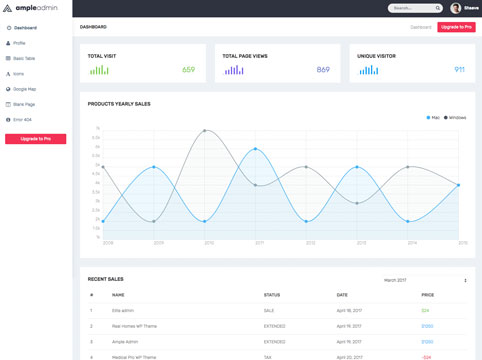 ampleadmin
Search...
Shaeve
Dashboard
Profile
Basic Table
Icons
Google Map
Blank Page
Error 404
Upgrade to Pro
DASHBOARD
Dashboard
Upgrade to Pro
TOTAL VISIT
659
TOTAL PAGE VIEWS
869
UNIQUE VISITOR
911
PRODUCTS YEARLY SALES
Mac
Windows
6.5k
6k
5.5k
5k
4.5k
4k
3.5k
3k
2.5k
2k
1.5k
1k
2008 2009 2010 2011 2012 2013 2014 2015
RECENT SALES
March 2017
# NAME STATUS DATE PRICE
1 Elite admin SALE April 18, 2017 $24
2 Real Homes WP Theme EXTENDED April 19, 2017 $1250
3 Ample Admin EXTENDED April 19, 2017 $1250
4 Medical Pro WP Theme TAX April 20, 2017 -$24